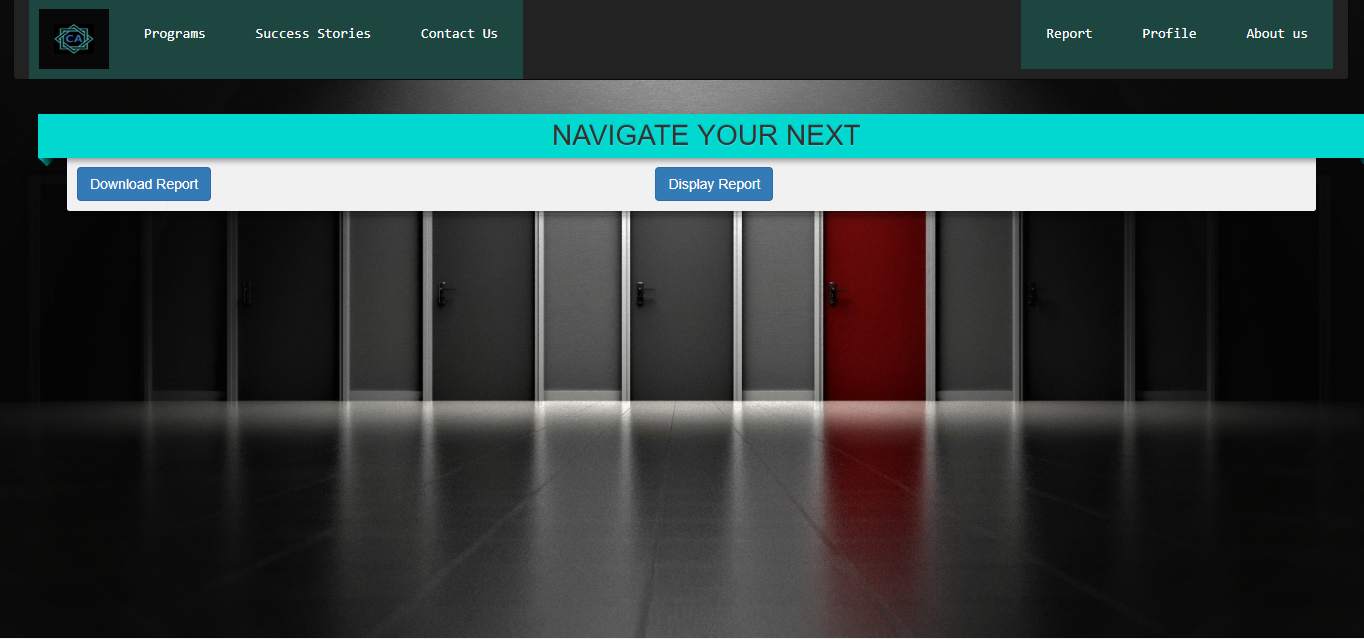 CA
Programs
Success Stories
Contact Us
Report
Profile
About us
NAVIGATE YOUR NEXT
Download Report
Display Report